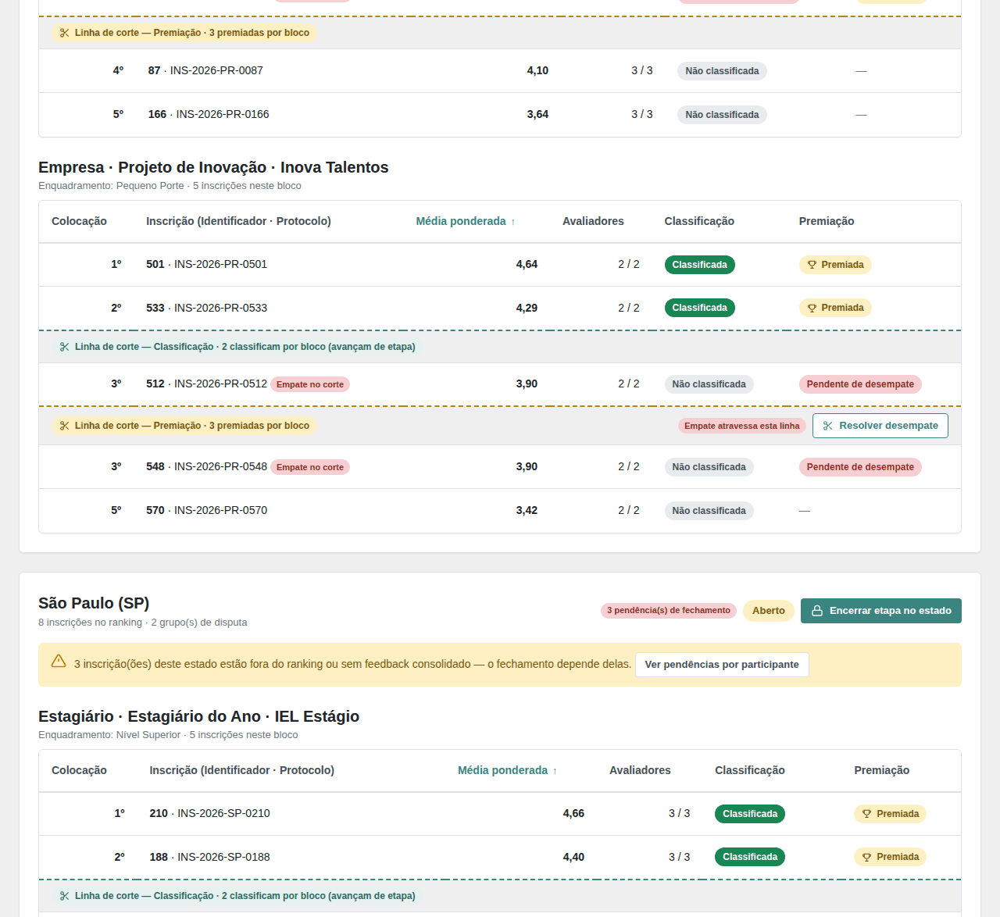 Linha de corte — Premiação · 3 premiadas por bloco
4º 87 · INS-2026-PR-0087 4,10 3 / 3 Não classificada —
5º 166 · INS-2026-PR-0166 3,64 3 / 3 Não classificada —
Empresa · Projeto de Inovação · Inova Talentos
Enquadramento: Pequeno Porte · 5 inscrições neste bloco
Colocação Inscrição (Identificador · Protocolo) Média ponderada ↑ Avaliadores Classificação Premiação
1º 501 · INS-2026-PR-0501 4,64 2 / 2 Classificada Premiada
2º 533 · INS-2026-PR-0533 4,29 2 / 2 Classificada Premiada
Linha de corte — Classificação · 2 classificam por bloco (avançam de etapa)
3º 512 · INS-2026-PR-0512 Empate no corte 3,90 2 / 2 Não classificada Pendente de desempate
Linha de corte — Premiação · 3 premiadas por bloco Empate atravessa esta linha Resolver desempate
3º 548 · INS-2026-PR-0548 Empate no corte 3,90 2 / 2 Não classificada Pendente de desempate
5º 570 · INS-2026-PR-0570 3,42 2 / 2 Não classificada —
São Paulo (SP) 3 pendência(s) de fechamento Aberto Encerrar etapa no estado
8 inscrições no ranking · 2 grupo(s) de disputa
3 inscrição(ões) deste estado estão fora do ranking ou sem feedback consolidado — o fechamento depende delas. Ver pendências por participante
Estagiário · Estagiário do Ano · IEL Estágio
Enquadramento: Nível Superior · 5 inscrições neste bloco
Colocação Inscrição (Identificador · Protocolo) Média ponderada ↑ Avaliadores Classificação Premiação
1º 210 · INS-2026-SP-0210 4,66 3 / 3 Classificada Premiada
2º 188 · INS-2026-SP-0188 4,40 3 / 3 Classificada Premiada
Linha de corte — Classificação · 2 classificam por bloco (avançam de etapa)